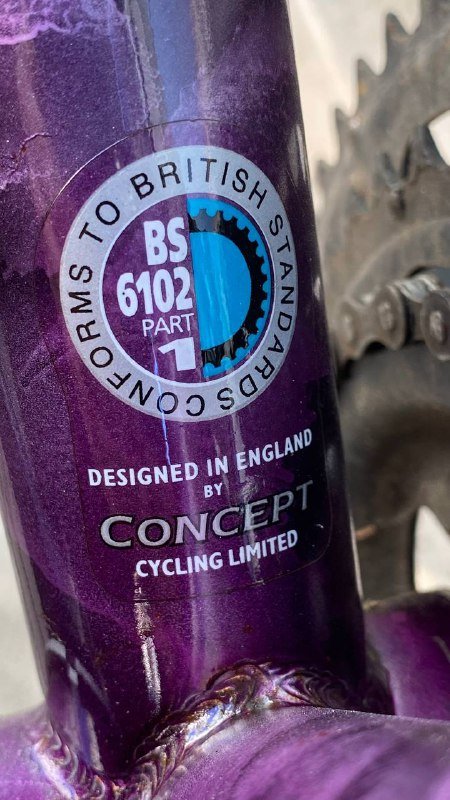 CONFORMS TO BRITISH STANDARDS
BS
6102
PART
1
DESIGNED IN ENGLAND
BY
CONCEPT
CYCLING LIMITED